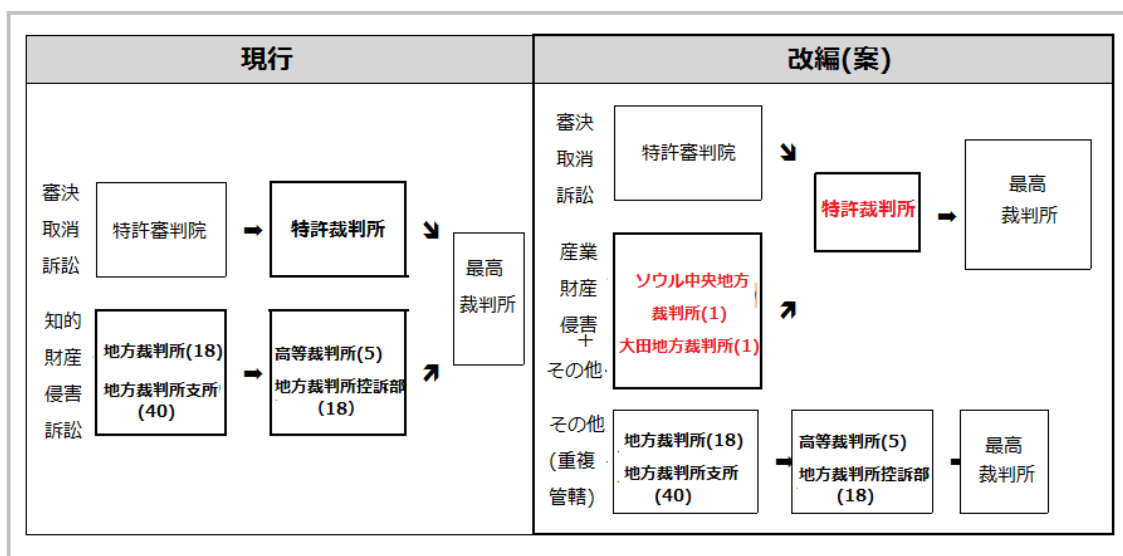 現行
改編(案)
審決
取消
訴訟
特許審判院
➡
特許裁判所
知的
財産
侵害
訴訟
地方裁判所(18)
地方裁判所支所
(40)
➡
高等裁判所(5)
地方裁判所控訴部
(18)
最高
裁判所
審決
取消
訴訟
特許審判院
産業
財産
侵害
+
その他
ソウル中央地方
裁判所(1)
大田地方裁判所(1)
特許裁判所
➡
最高
裁判所
その他
(重複
管轄)
地方裁判所(18)
地方裁判所支所
(40)
➡
高等裁判所(5)
地方裁判所控訴部
(18)
最高
裁判所